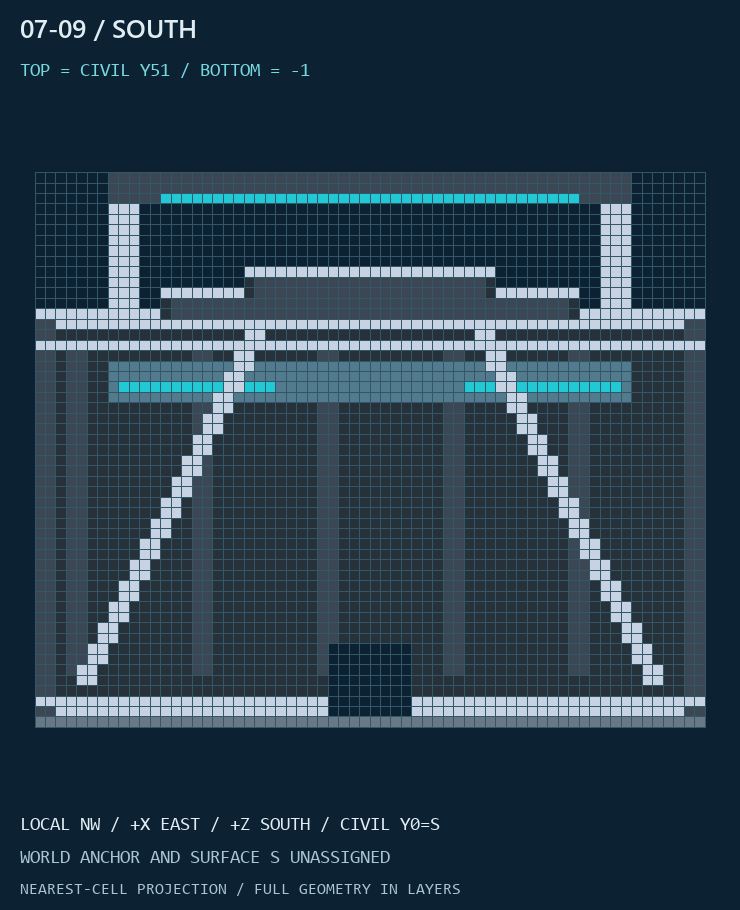 07-09 / SOUTH
TOP = CIVIL Y51 / BOTTOM = -1
LOCAL NW / +X EAST / +Z SOUTH / CIVIL Y0=S
WORLD ANCHOR AND SURFACE S UNASSIGNED
NEAREST-CELL PROJECTION / FULL GEOMETRY IN LAYERS